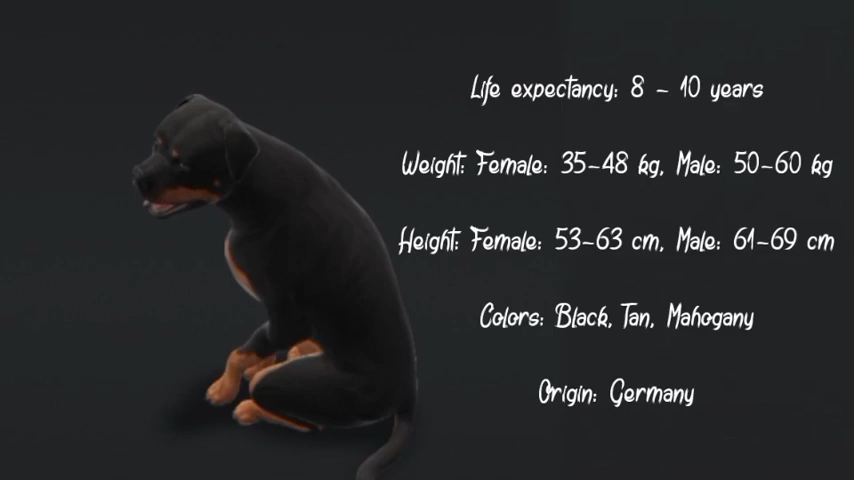 Life expectancy: 8 - 10 years
Weight: Female: 35-48 kg, Male: 50-60 kg
Height: Female: 53-63 cm, Male: 61-69 cm
Colors: Black, Tan, Mahogany
Origin: Germany